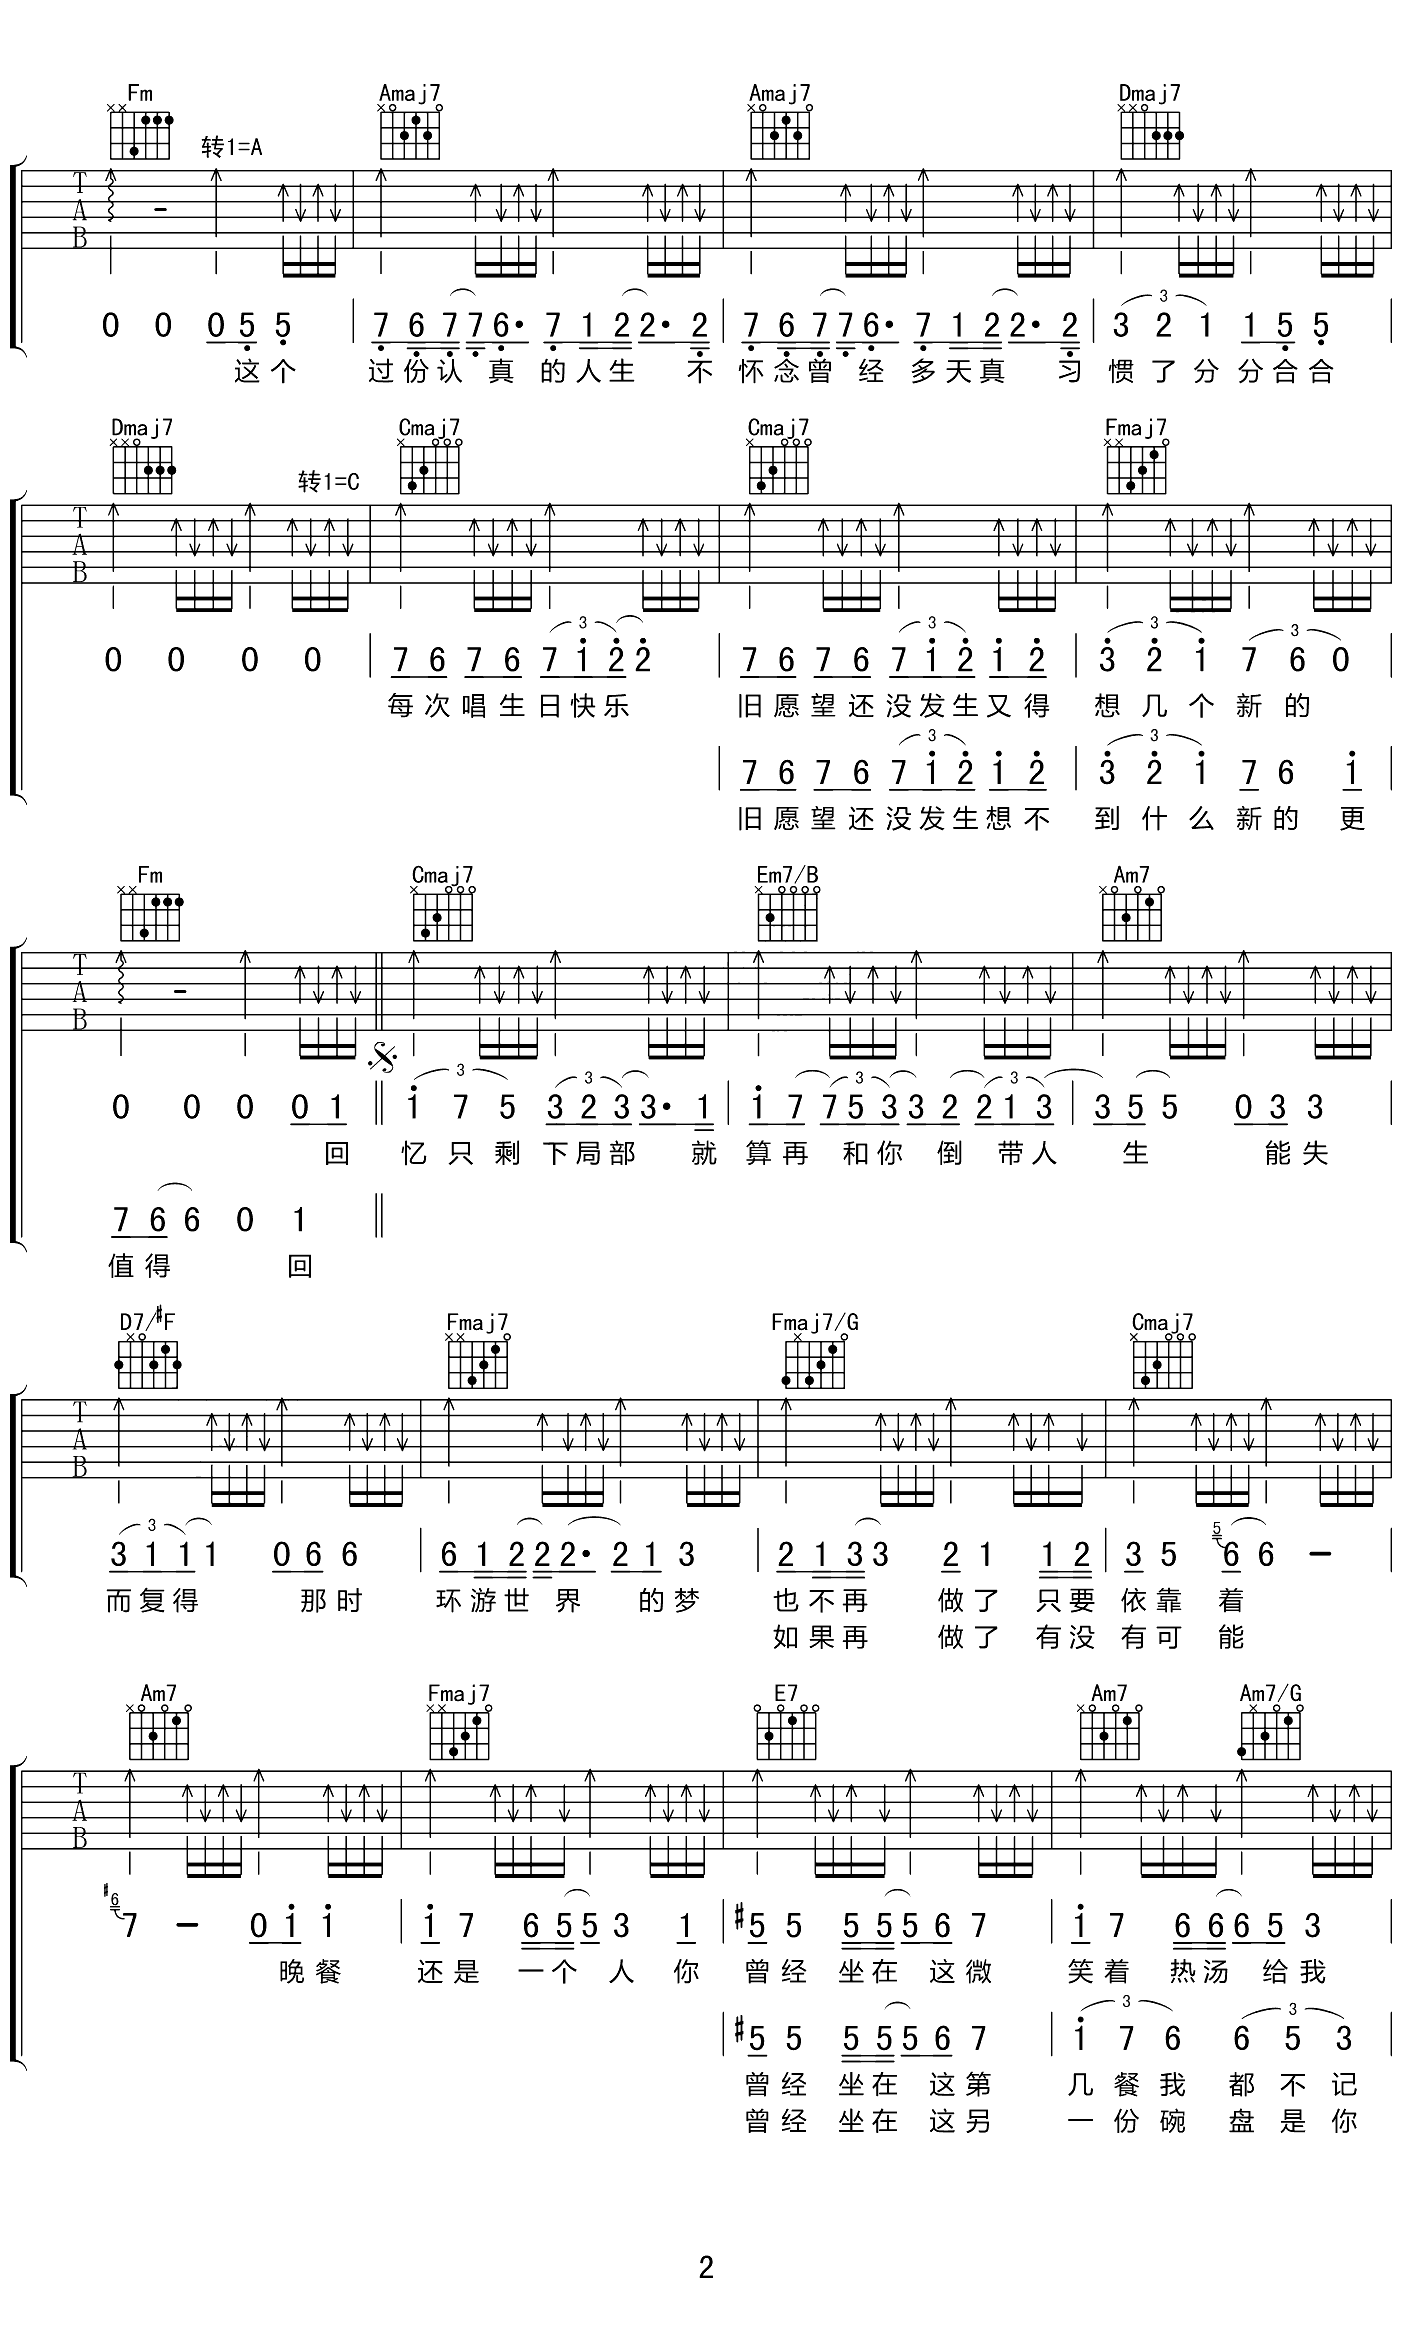 Fm Amaj7 Amaj7 Dmaj7
转1=A
T A B
0 0 0 5 5 7 6 7 7 6· 7 1 2 2· 2 7 6 7 7 6· 7 1 2 2· 2 3 2 1 1 5 5
这个 过份认真的人生 不 怀念曾经多天真 习 惯了分分合合
Dmaj7 Cmaj7 Cmaj7 Fmaj7
转1=C
T A B
0 0 0 0 7 6 7 6 7 1 2 2 7 6 7 6 7 1 2 1 2 3 2 1 7 6 0
每次唱生日快乐 旧愿望还没发生又得 想几个新的
7 6 7 6 7 1 2 1 2 3 2 1 7 6 1
旧愿望还没发生想不 到什么新的 更
Fm Cmaj7 Em7/B Am7
T A B
0 0 0 0 1 1 7 5 3 2 3 3· 1 1 7 7 5 3 3 2 2 1 3 3 5 5 0 3 3
回 忆只剩下局部 就 算再和你倒带人 生 能失
7 6 6 0 1
值得 回
D7/#F Fmaj7 Fmaj7/G Cmaj7
T A B
3 1 1 1 0 6 6 6 1 2 2 2· 2 1 3 2 1 3 3 2 1 1 2 3 5 5 6 6 –
而复得 那时 环游世界 的梦 也不再 做了 只要 依靠 着
如果再 做了 有没 有可 能
Am7 Fmaj7 E7 Am7 Am7/G
T A B
#6 7 – 0 1 1 1 7 6 5 5 3 1 #5 5 5 5 5 6 7 1 7 6 6 6 5 3
晚餐 还是一个人 你 曾经坐在这微 笑着热汤给我
#5 5 5 5 5 6 7 1 7 6 6 5 3
曾经坐在这第 几餐我都不记
曾经坐在这另 一份碗盘是你
2